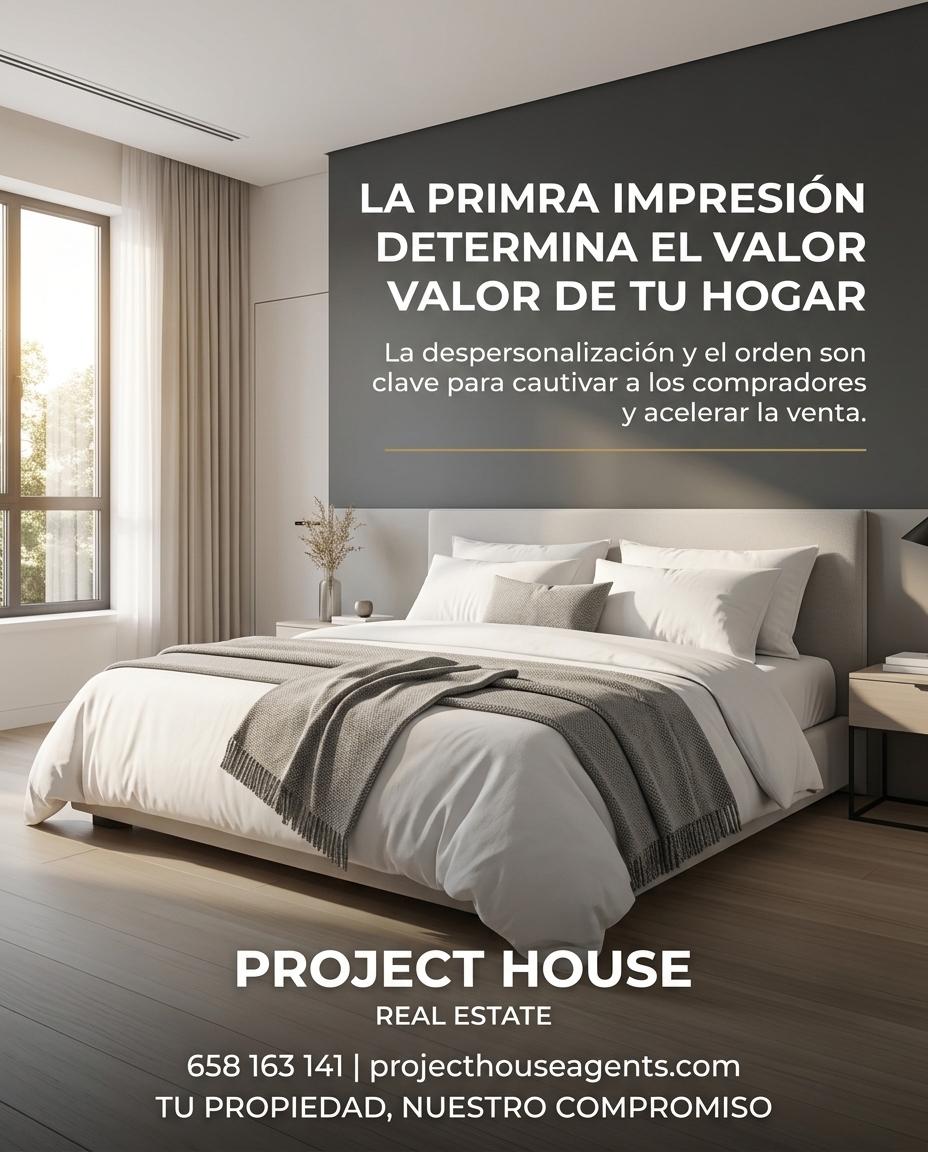 LA PRIMRA IMPRESIÓN
DETERMINA EL VALOR
VALOR DE TU HOGAR
La despersonalización y el orden son
clave para cautivar a los compradores
y acelerar la venta.
PROJECT HOUSE
REAL ESTATE
658 163 141 | projecthouseagents.com
TU PROPIEDAD, NUESTRO COMPROMISO